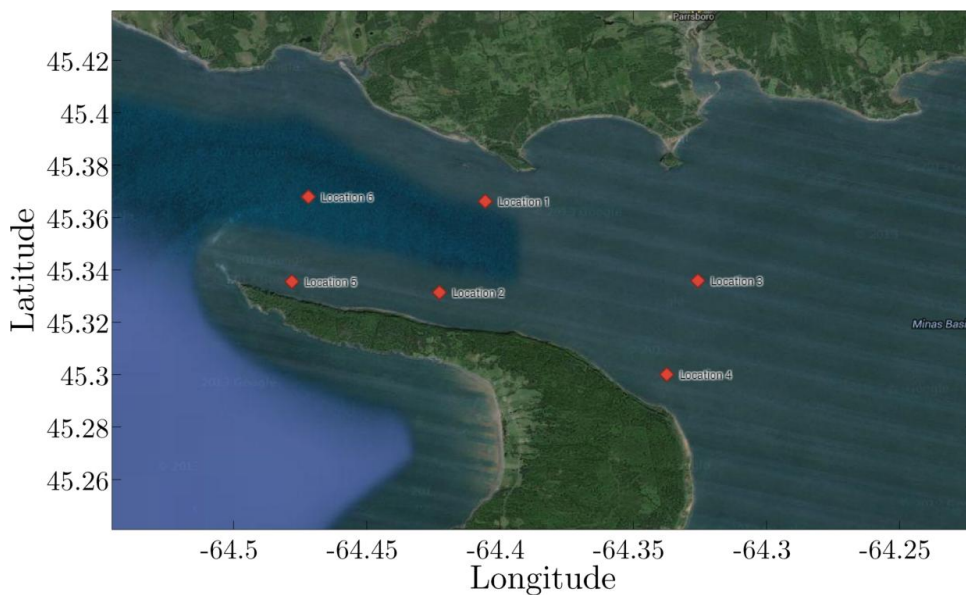 Parrsboro
45.42
45.4
45.38
Location 6
Location 1
45.36
Latitude
45.34
Location 5
Location 3
Location 2
45.32
Minas Bas
45.3
Location 4
45.28
45.26
-64.5
-64.45
-64.4
-64.35
-64.3
-64.25
Longitude